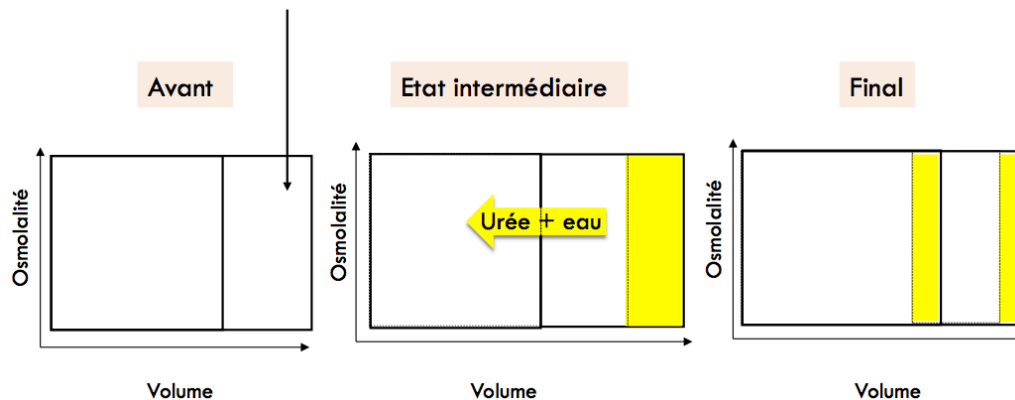 Avant
Etat intermédiaire
Final
Osmolalité
Osmolalité
Urée + eau
Osmolalité
Volume
Volume
Volume